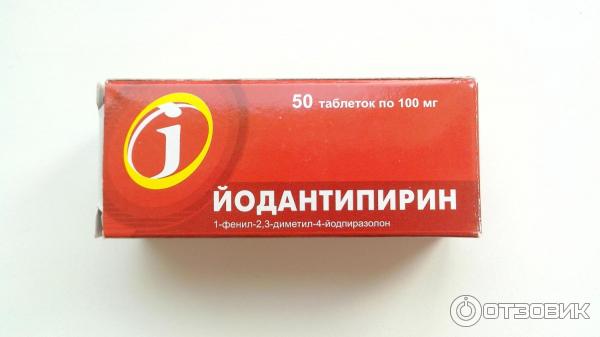 50 таблеток по 100 мг
j
ЙОДАНТИПИРИН
1-фенил-2,3-диметил-4-йодпиразолон
ОТЗОВИК